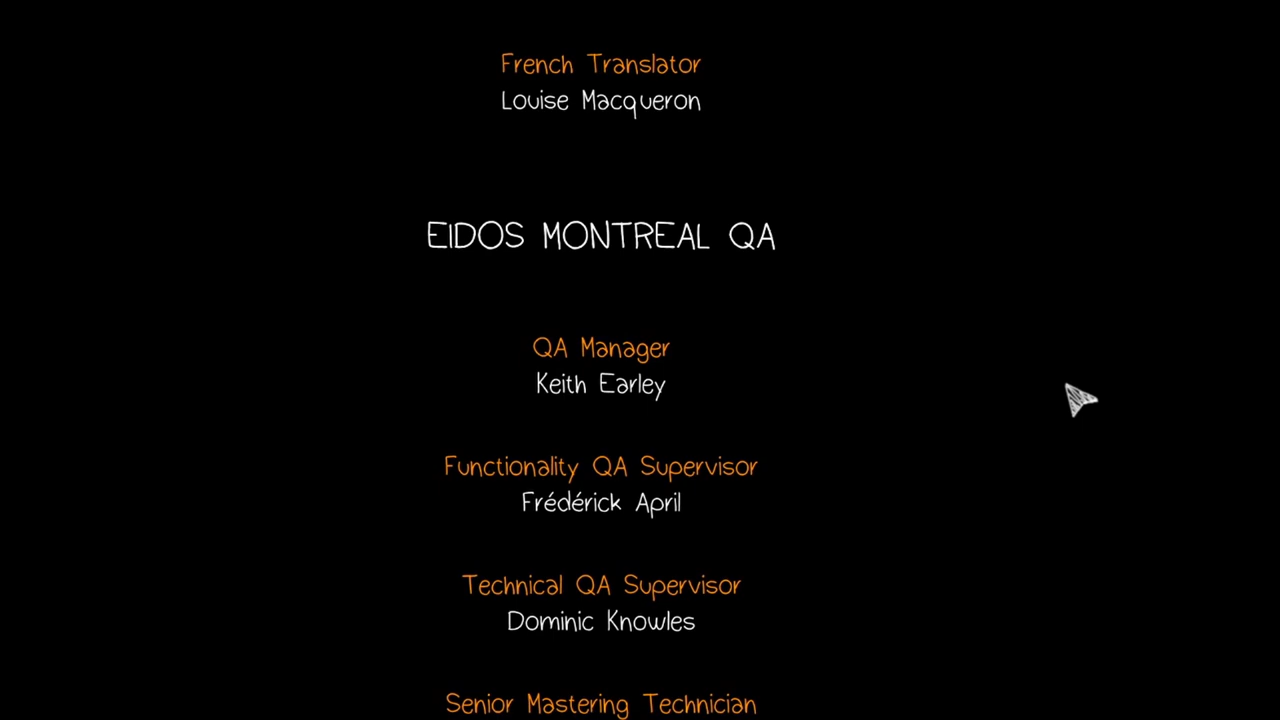 French Translator
Louise Macqueron
EIDOS MONTREAL QA
QA Manager
Keith Earley
Functionality QA Supervisor
Frédérick April
Technical QA Supervisor
Dominic Knowles
Senior Mastering Technician